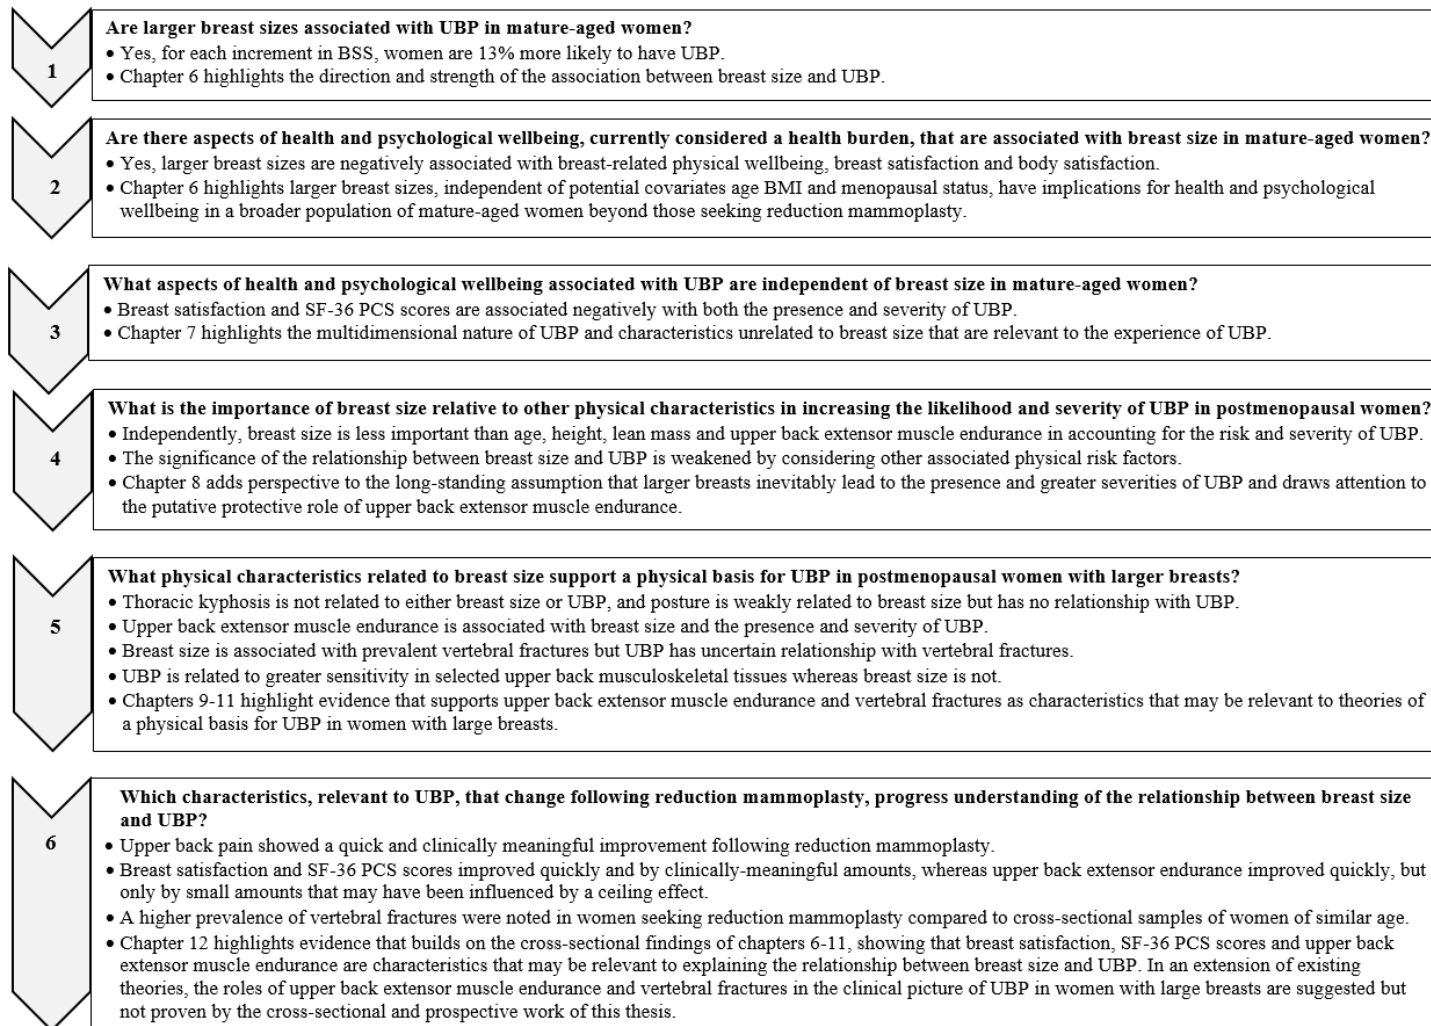 Are larger breast sizes associated with UBP in mature-aged women?
• Yes, for each increment in BSS, women are 13% more likely to have UBP.
1
• Chapter 6 highlights the direction and strength of the association between breast size and UBP.
Are there aspects of health and psychological wellbeing, currently considered a health burden, that are associated with breast size in mature-aged women?
• Yes, larger breast sizes are negatively associated with breast-related physical wellbeing, breast satisfaction and body satisfaction.
2
• Chapter 6 highlights larger breast sizes, independent of potential covariates age BMI and menopausal status, have implications for health and psychological
wellbeing in a broader population of mature-aged women beyond those seeking reduction mammoplasty.
What aspects of health and psychological wellbeing associated with UBP are independent of breast size in mature-aged women?
• Breast satisfaction and SF-36 PCS scores are associated negatively with both the presence and severity of UBP.
3
• Chapter 7 highlights the multidimensional nature of UBP and characteristics unrelated to breast size that are relevant to the experience of UBP.
What is the importance of breast size relative to other physical characteristics in increasing the likelihood and severity of UBP in postmenopausal women?
• Independently, breast size is less important than age, height, lean mass and upper back extensor muscle endurance in accounting for the risk and severity of UBP.
4
• The significance of the relationship between breast size and UBP is weakened by considering other associated physical risk factors.
• Chapter 8 adds perspective to the long-standing assumption that larger breasts inevitably lead to the presence and greater severities of UBP and draws attention to
the putative protective role of upper back extensor muscle endurance.
What physical characteristics related to breast size support a physical basis for UBP in postmenopausal women with larger breasts?
• Thoracic kyphosis is not related to either breast size or UBP, and posture is weakly related to breast size but has no relationship with UBP.
5
• Upper back extensor muscle endurance is associated with breast size and the presence and severity of UBP.
• Breast size is associated with prevalent vertebral fractures but UBP has uncertain relationship with vertebral fractures.
• UBP is related to greater sensitivity in selected upper back musculoskeletal tissues whereas breast size is not.
• Chapters 9-11 highlight evidence that supports upper back extensor muscle endurance and vertebral fractures as characteristics that may be relevant to theories of
a physical basis for UBP in women with large breasts.
Which characteristics, relevant to UBP, that change following reduction mammoplasty, progress understanding of the relationship between breast size
and UBP?
6
• Upper back pain showed a quick and clinically meaningful improvement following reduction mammoplasty.
• Breast satisfaction and SF-36 PCS scores improved quickly and by clinically-meaningful amounts, whereas upper back extensor endurance improved quickly, but
only by small amounts that may have been influenced by a ceiling effect.
• A higher prevalence of vertebral fractures were noted in women seeking reduction mammoplasty compared to cross-sectional samples of women of similar age.
• Chapter 12 highlights evidence that builds on the cross-sectional findings of chapters 6-11, showing that breast satisfaction, SF-36 PCS scores and upper back
extensor muscle endurance are characteristics that may be relevant to explaining the relationship between breast size and UBP. In an extension of existing
theories, the roles of upper back extensor muscle endurance and vertebral fractures in the clinical picture of UBP in women with large breasts are suggested but
not proven by the cross-sectional and prospective work of this thesis.